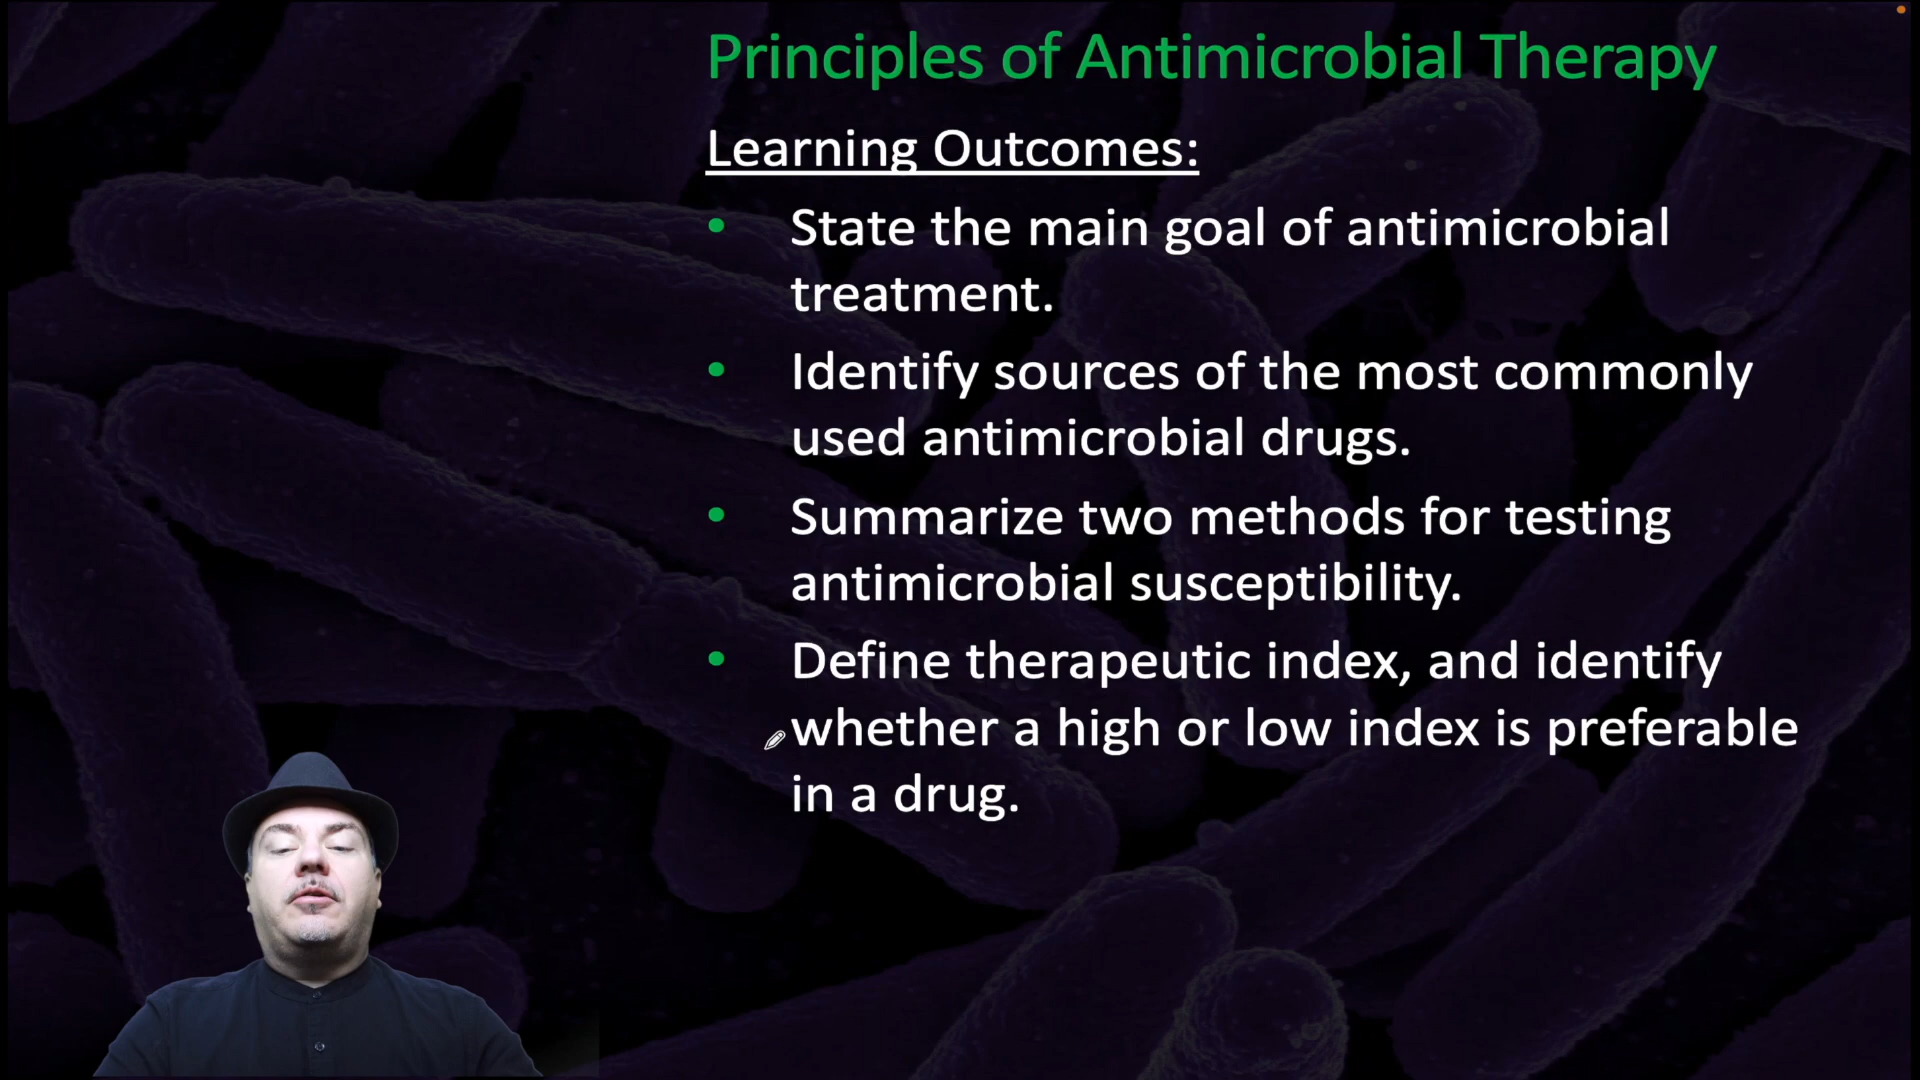 Principles of Antimicrobial Therapy
Learning Outcomes:
• State the main goal of antimicrobial
treatment.
• Identify sources of the most commonly
used antimicrobial drugs.
• Summarize two methods for testing
antimicrobial susceptibility.
• Define therapeutic index, and identify
whether a high or low index is preferable
in a drug.